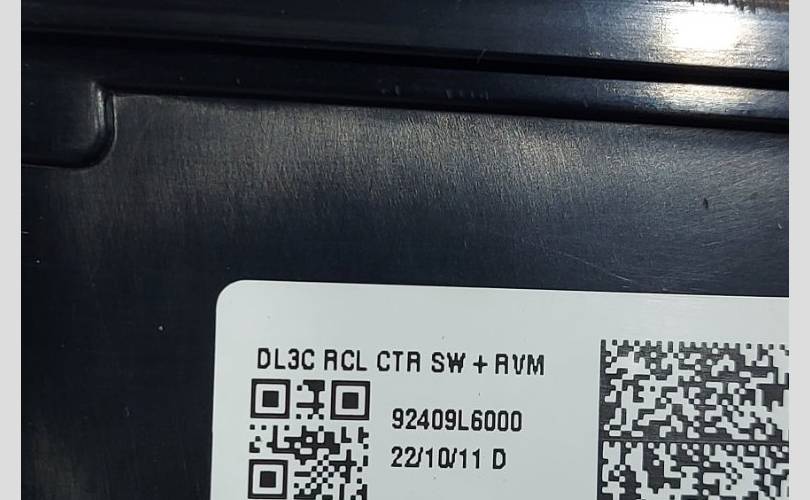 DL3C RCL CTR SW + RVM
92409L6000
22/10/11 D